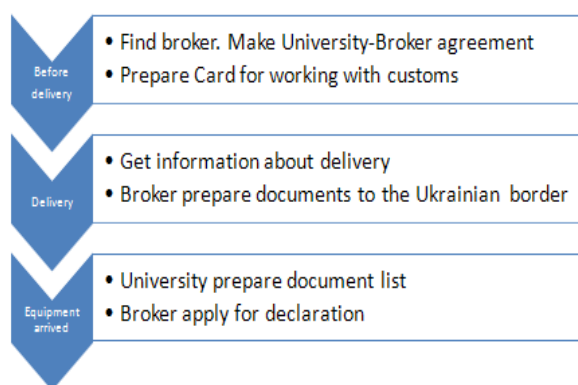 Before
delivery
• Find broker. Make University-Broker agreement
• Prepare Card for working with customs
Delivery
• Get information about delivery
• Broker prepare documents to the Ukrainian border
Equipment
arrived
• University prepare document list
• Broker apply for declaration